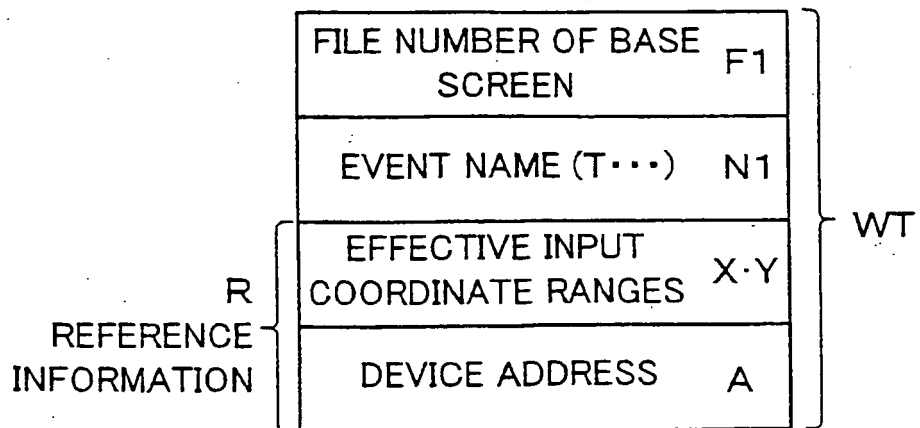 FILE NUMBER OF BASE F1
SCREEN
EVENT NAME (T···) N1
WT
EFFECTIVE INPUT X·Y
COORDINATE RANGES
R
REFERENCE
INFORMATION
DEVICE ADDRESS A